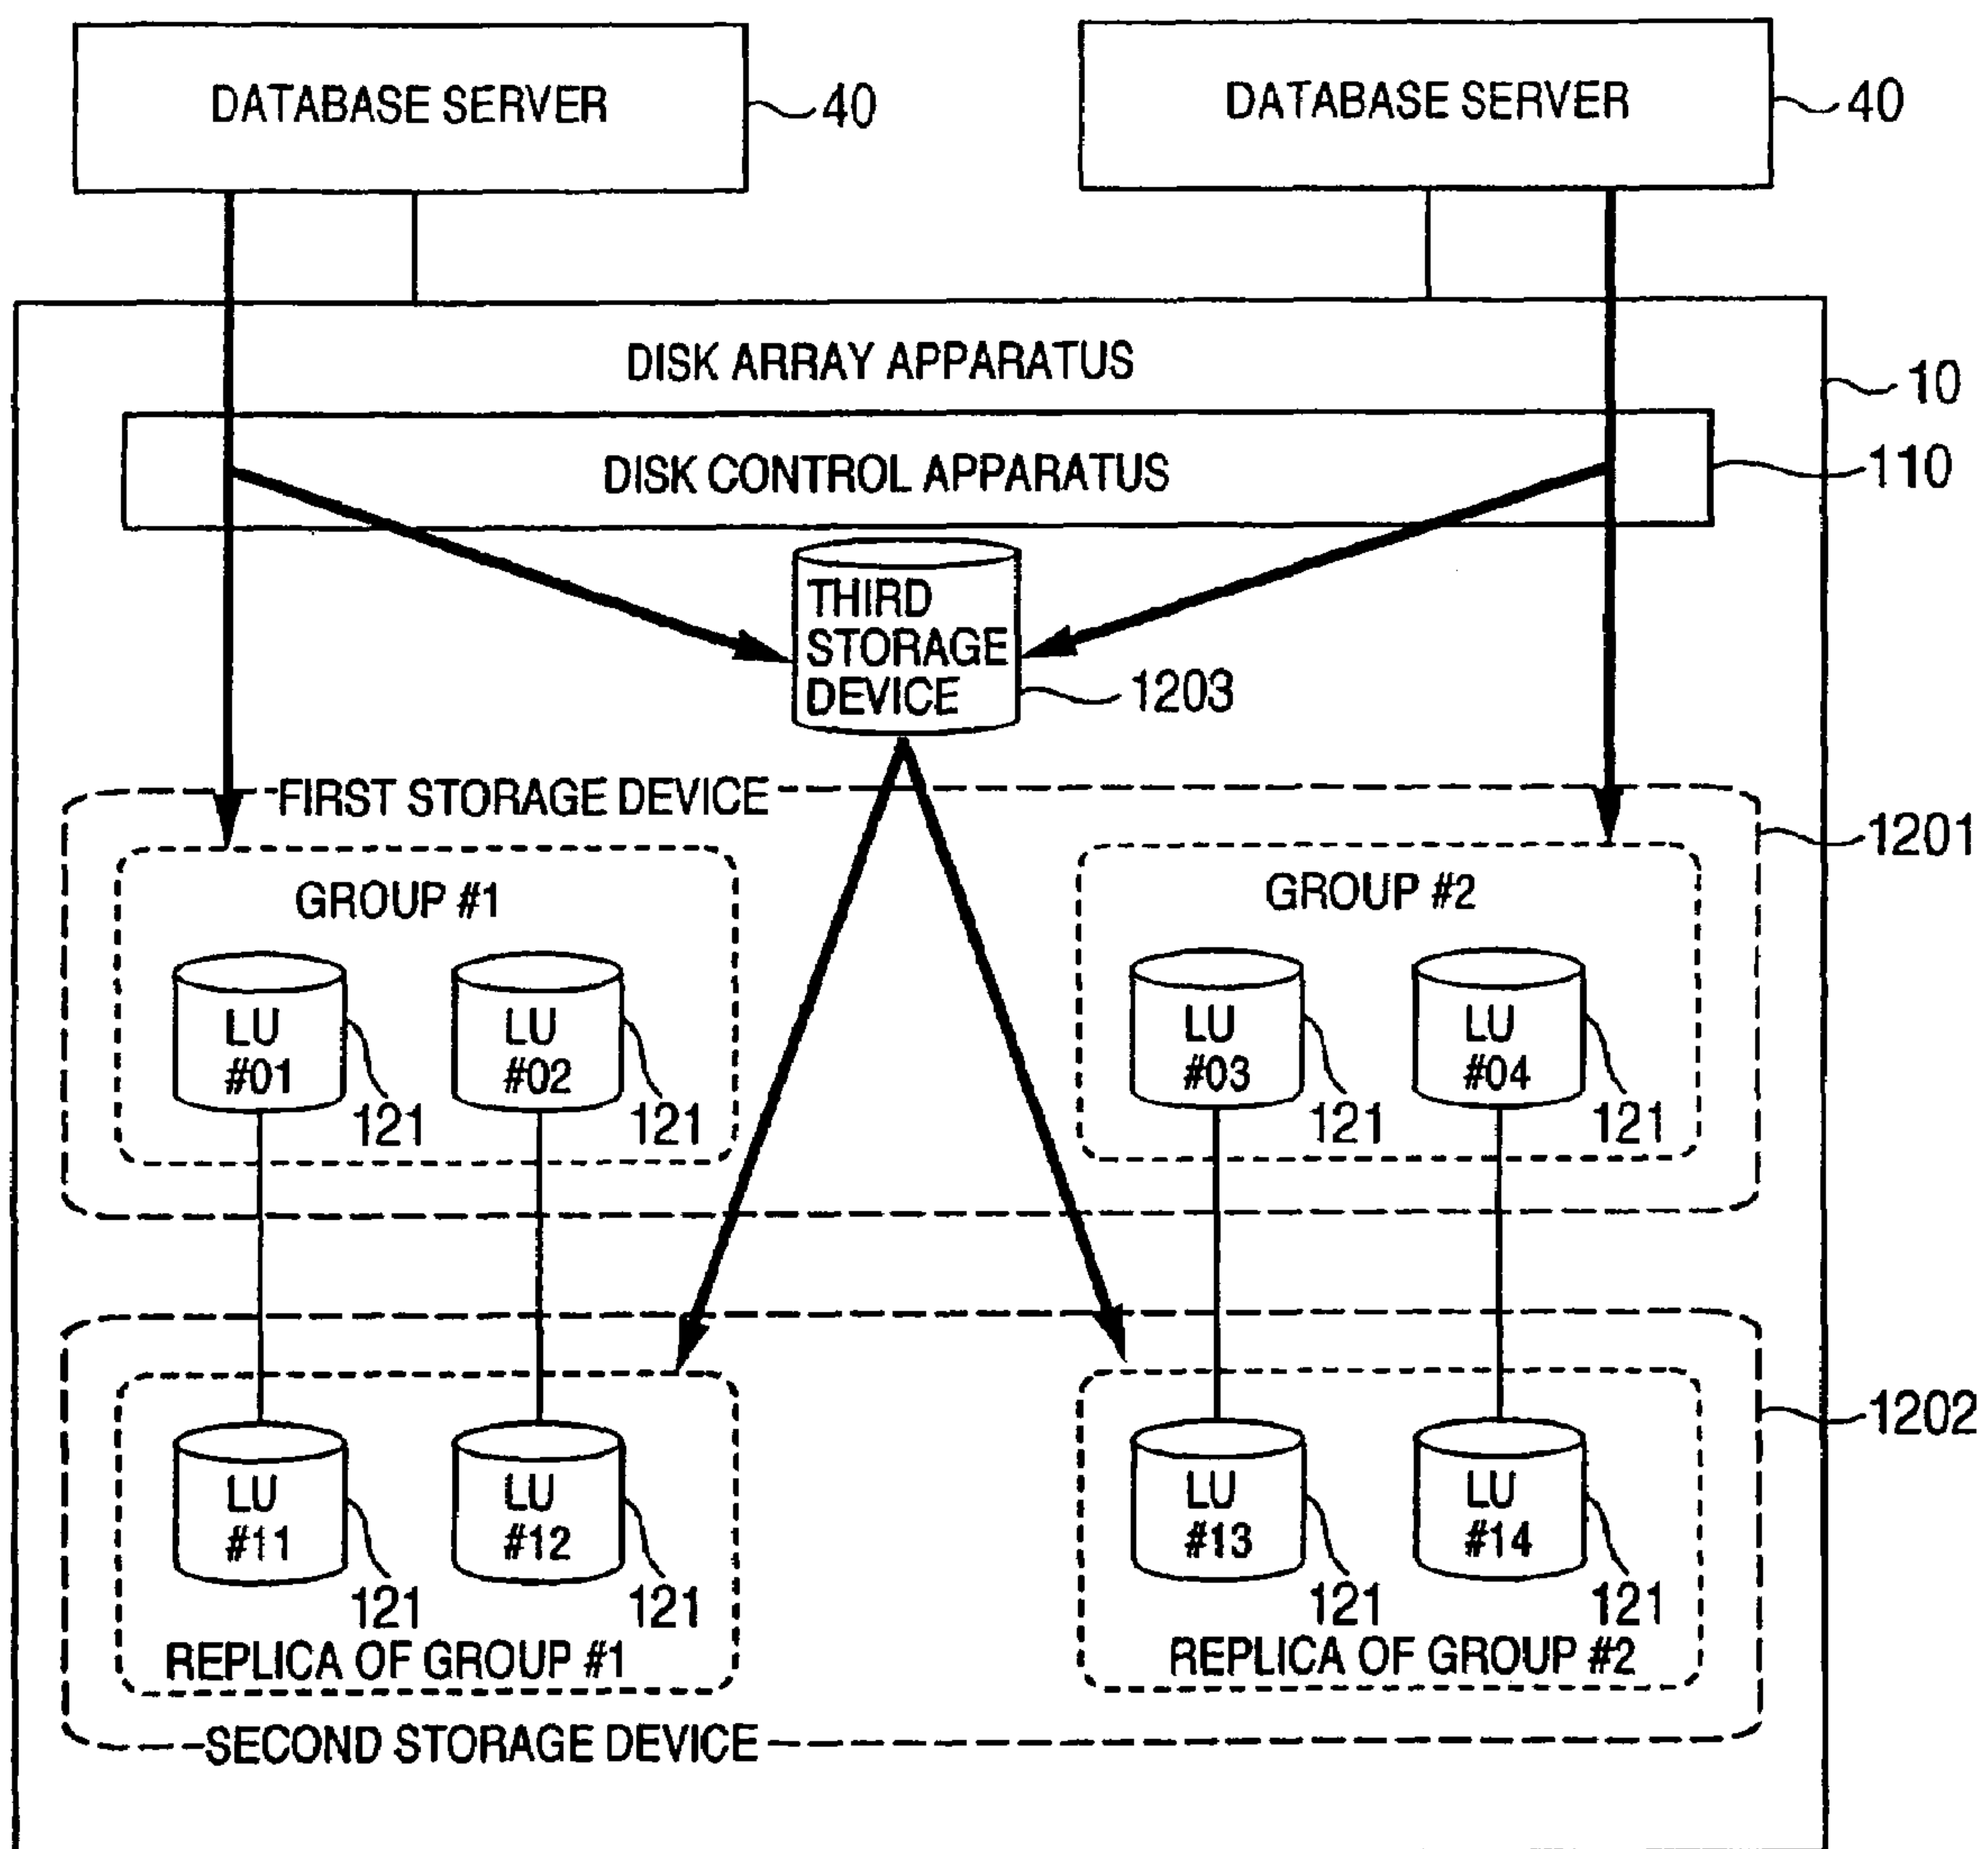 DATABASE SERVER
40
DATABASE SERVER
40
DISK ARRAY APPARATUS
10
DISK CONTROL APPARATUS
110
THIRD
STORAGE
DEVICE
1203
FIRST STORAGE DEVICE
1201
GROUP #1
GROUP #2
LU
#01
121
LU
#02
121
LU
#03
121
LU
#04
121
1202
LU
#11
121
LU
#12
121
LU
#13
121
LU
#14
121
REPLICA OF GROUP #1
REPLICA OF GROUP #2
SECOND STORAGE DEVICE